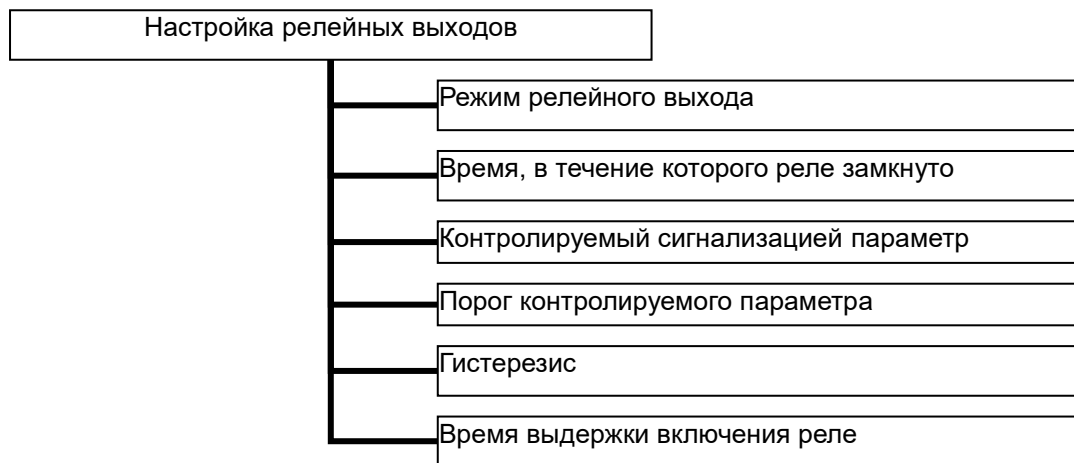 Настройка релейных выходов
Режим релейного выхода
Время, в течение которого реле замкнуто
Контролируемый сигнализацией параметр
Порог контролируемого параметра
Гистерезис
Время выдержки включения реле